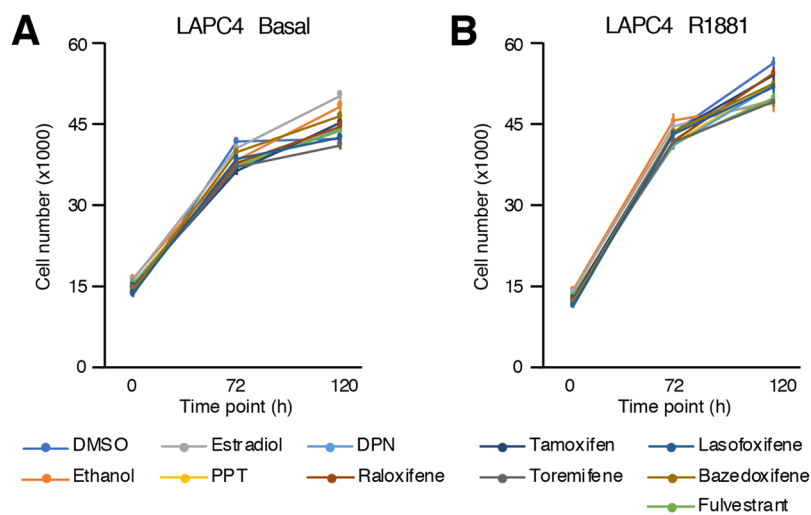 A
LAPC4 Basal
60
45
30
15
0
Cell number (x1000)
0 72 120
Time point (h)
B
LAPC4 R1881
60
45
30
15
0
Cell number (x1000)
0 72 120
Time point (h)
DMSO Estradiol DPN Tamoxifen Lasofoxifene
Ethanol PPT Raloxifene Toremifene Bazedoxifene
Fulvestrant